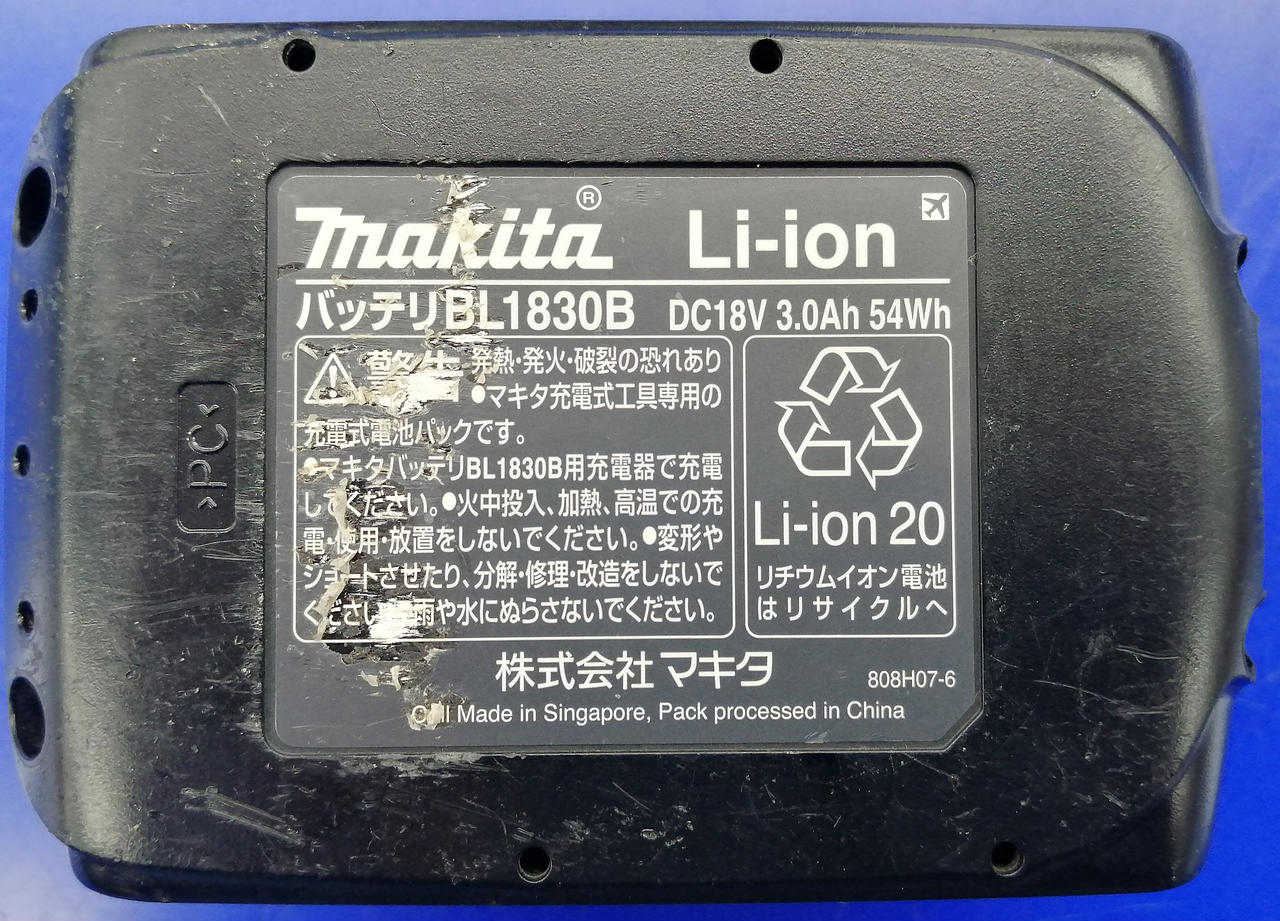 makita® Li-ion
バッテリBL1830B DC18V 3.0Ah 54Wh
警告 発熱・発火・破裂の恐れあり
●マキタ充電式工具専用の
充電式電池パックです。
●マキタバッテリBL1830B用充電器で充電
してください。●火中投入、加熱、高温での充
電・使用・放置をしないでください。●変形や
ショートさせたり、分解・修理・改造をしないで
ください。雨や水にぬらさないでください。
Li-ion 20
リチウムイオン電池
はリサイクルへ
株式会社マキタ
808H07-6
Cell Made in Singapore, Pack processed in China
>PC<